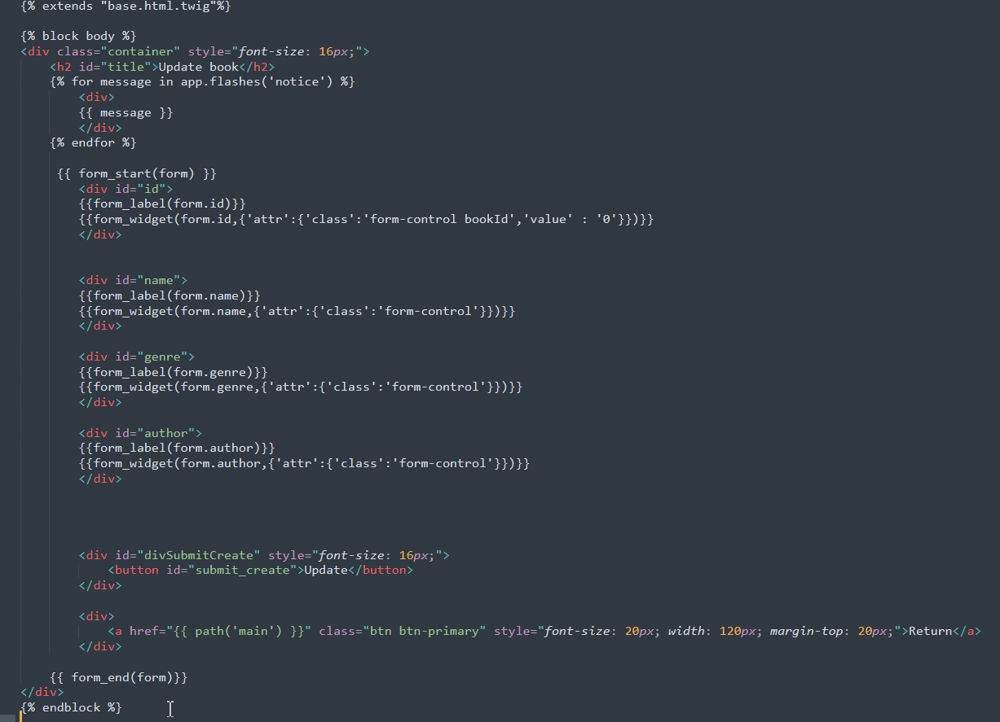 {% extends "base.html.twig"%}
{% block body %}
<div class="container" style="font-size: 16px;">
<h2 id="title">Update book</h2>
{% for message in app.flashes('notice') %}
<div>
{{ message }}
</div>
{% endfor %}
{{ form_start(form) }}
<div id="id">
{{form_label(form.id)}}
{{form_widget(form.id,{'attr':{'class':'form-control bookId','value' : '0'}})}}
</div>
<div id="name">
{{form_label(form.name)}}
{{form_widget(form.name,{'attr':{'class':'form-control'}})}}
</div>
<div id="genre">
{{form_label(form.genre)}}
{{form_widget(form.genre,{'attr':{'class':'form-control'}})}}
</div>
<div id="author">
{{form_label(form.author)}}
{{form_widget(form.author,{'attr':{'class':'form-control'}})}}
</div>
<div id="divSubmitCreate" style="font-size: 16px;">
<button id="submit_create">Update</button>
</div>
<div>
<a href="{{ path('main') }}" class="btn btn-primary" style="font-size: 20px; width: 120px; margin-top: 20px;">Return</a>
</div>
{{ form_end(form)}}
</div>
{% endblock %}